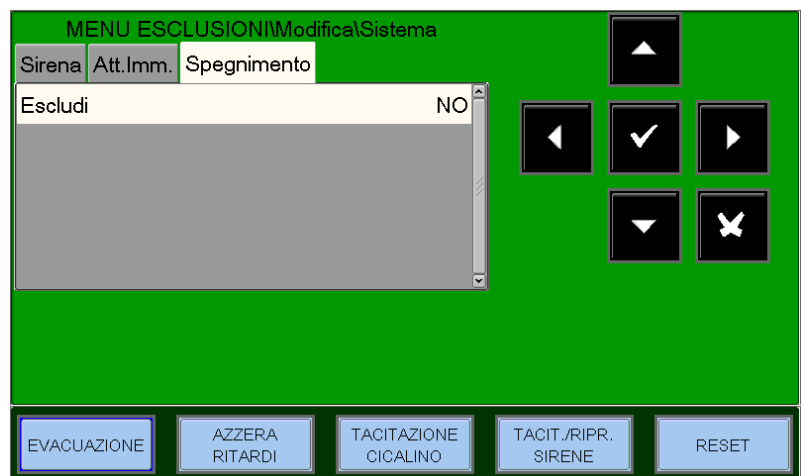 MENU ESCLUSIONI\Modifica\Sistema
Sirena Att.Imm. Spegnimento
Escludi NO
EVACUAZIONE
AZZERA
RITARDI
TACITAZIONE
CICALINO
TACIT./RIPR.
SIRENE
RESET